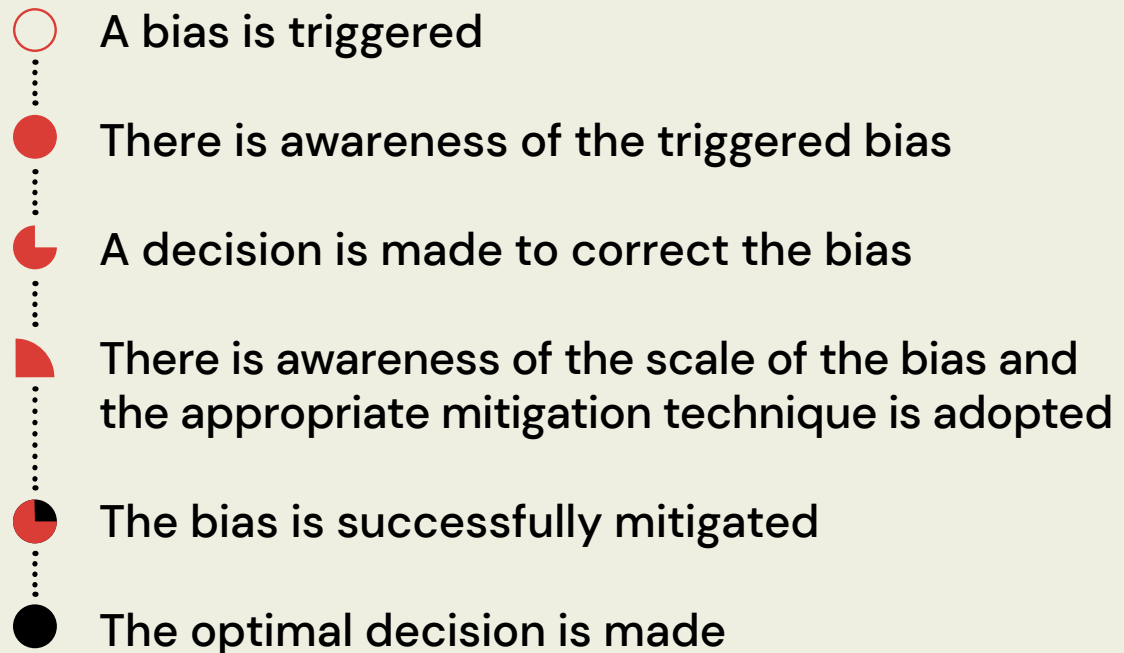 A bias is triggered
There is awareness of the triggered bias
A decision is made to correct the bias
There is awareness of the scale of the bias and
the appropriate mitigation technique is adopted
The bias is successfully mitigated
The optimal decision is made